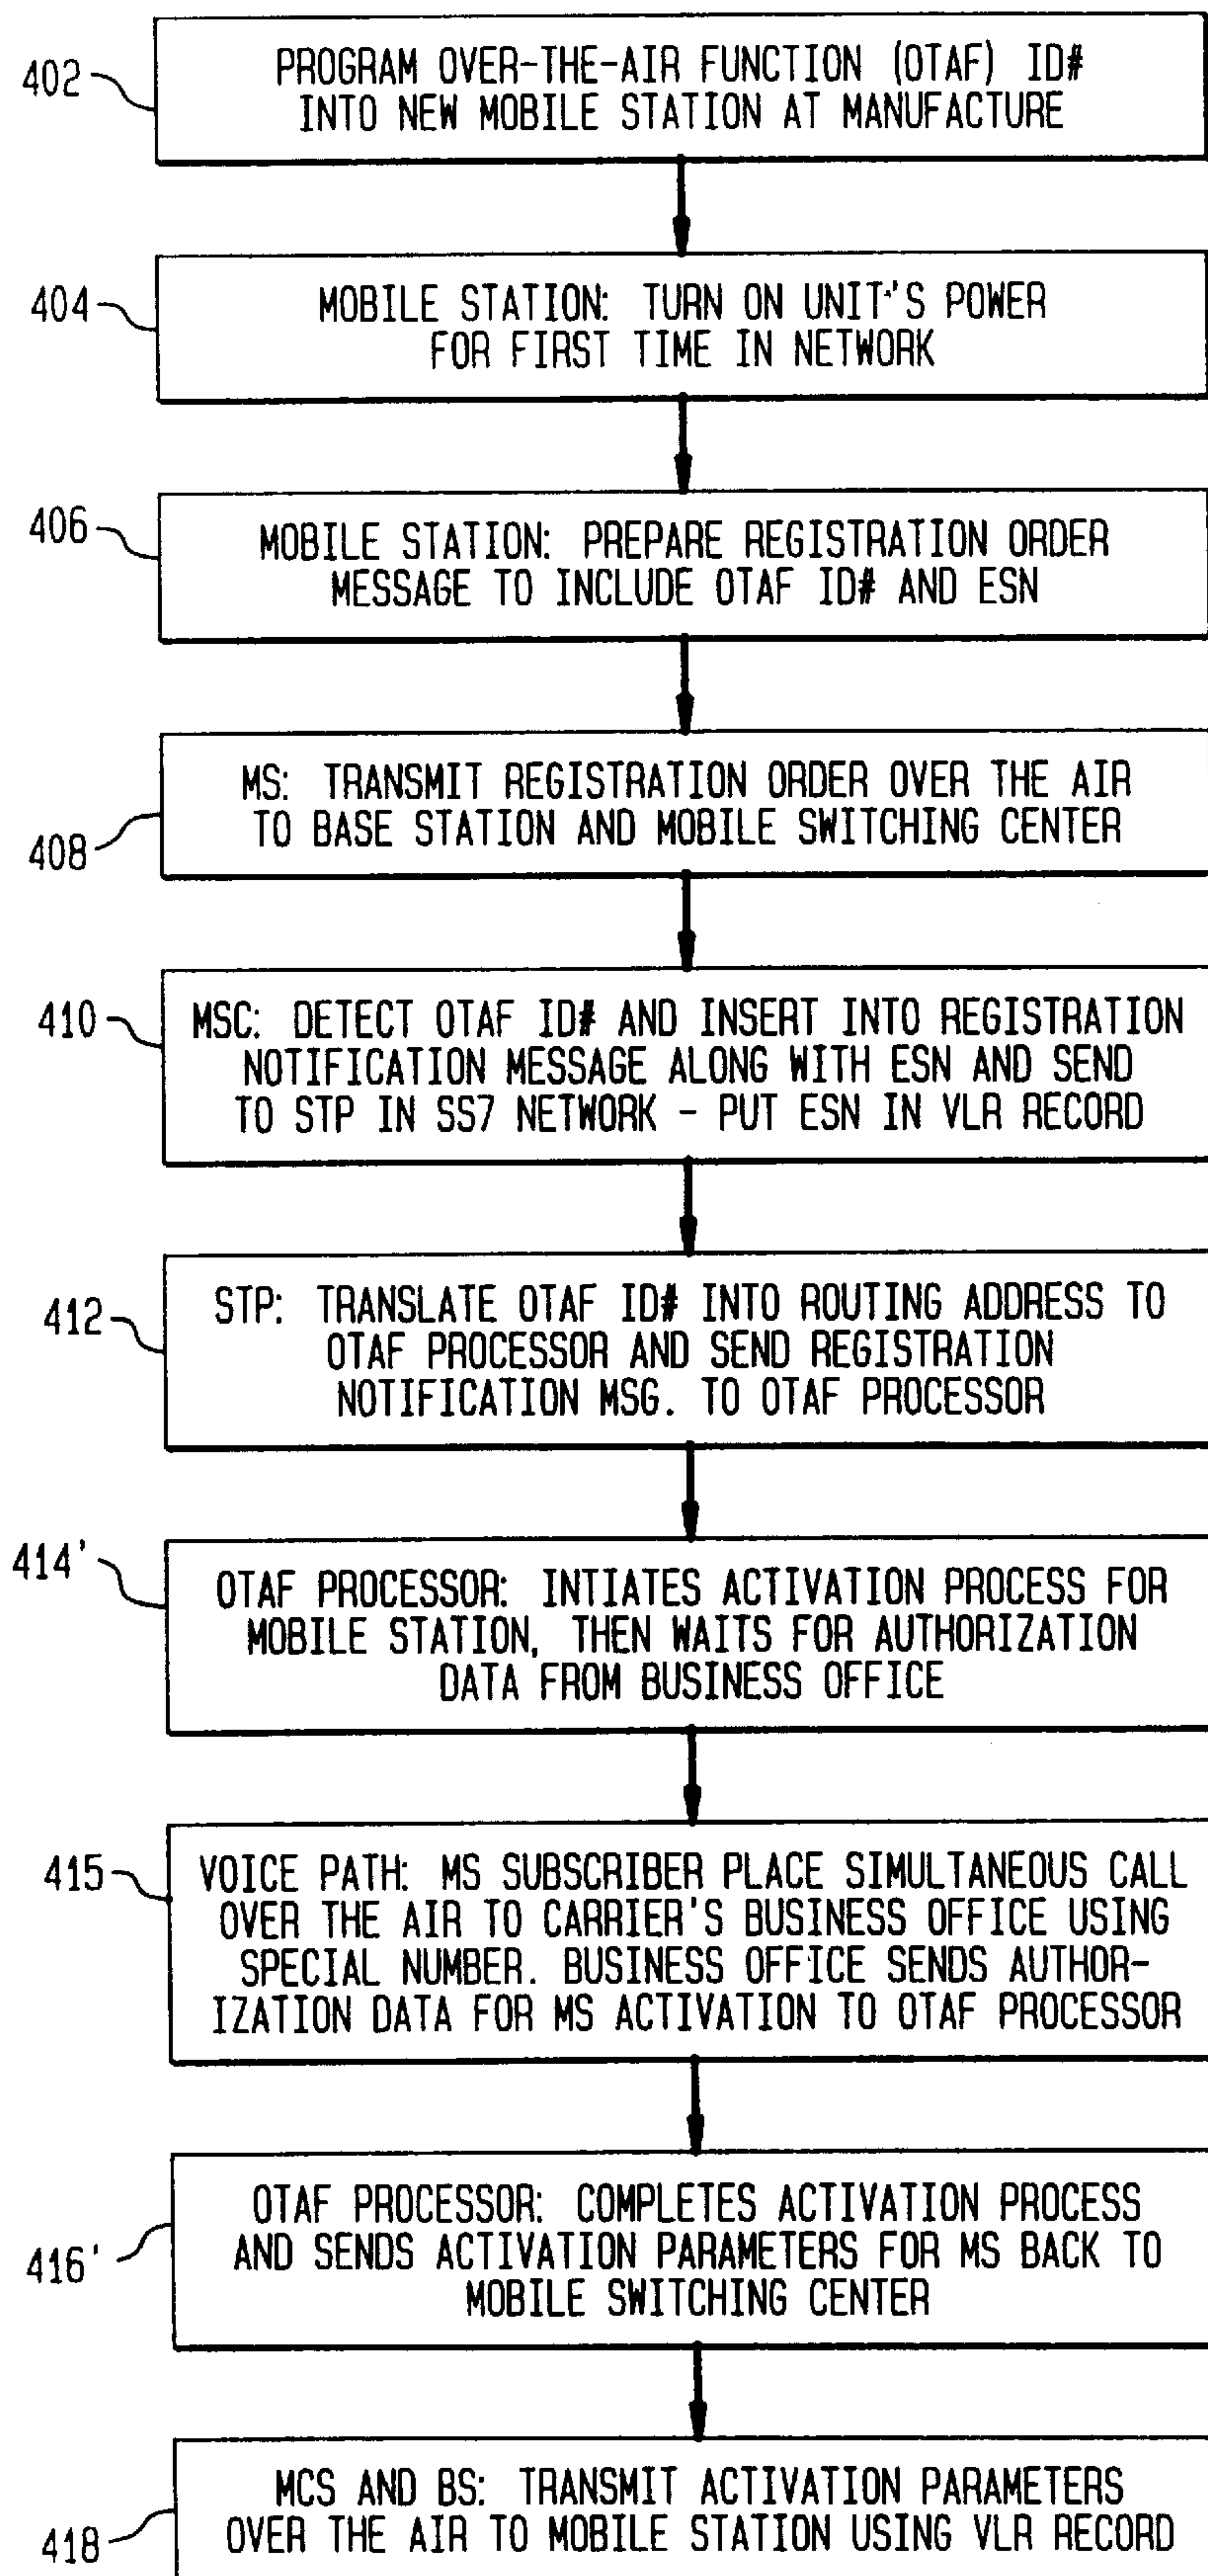 402
PROGRAM OVER-THE-AIR FUNCTION (OTAF) ID#
INTO NEW MOBILE STATION AT MANUFACTURE
404
MOBILE STATION: TURN ON UNIT'S POWER
FOR FIRST TIME IN NETWORK
406
MOBILE STATION: PREPARE REGISTRATION ORDER
MESSAGE TO INCLUDE OTAF ID# AND ESN
408
MS: TRANSMIT REGISTRATION ORDER OVER THE AIR
TO BASE STATION AND MOBILE SWITCHING CENTER
410
MSC: DETECT OTAF ID# AND INSERT INTO REGISTRATION
NOTIFICATION MESSAGE ALONG WITH ESN AND SEND
TO STP IN SS7 NETWORK - PUT ESN IN VLR RECORD
412
STP: TRANSLATE OTAF ID# INTO ROUTING ADDRESS TO
OTAF PROCESSOR AND SEND REGISTRATION
NOTIFICATION MSG. TO OTAF PROCESSOR
414'
OTAF PROCESSOR: INTIATES ACTIVATION PROCESS FOR
MOBILE STATION, THEN WAITS FOR AUTHORIZATION
DATA FROM BUSINESS OFFICE
415
VOICE PATH: MS SUBSCRIBER PLACE SIMULTANEOUS CALL
OVER THE AIR TO CARRIER'S BUSINESS OFFICE USING
SPECIAL NUMBER. BUSINESS OFFICE SENDS AUTHOR-
IZATION DATA FOR MS ACTIVATION TO OTAF PROCESSOR
416'
OTAF PROCESSOR: COMPLETES ACTIVATION PROCESS
AND SENDS ACTIVATION PARAMETERS FOR MS BACK TO
MOBILE SWITCHING CENTER
418
MCS AND BS: TRANSMIT ACTIVATION PARAMETERS
OVER THE AIR TO MOBILE STATION USING VLR RECORD